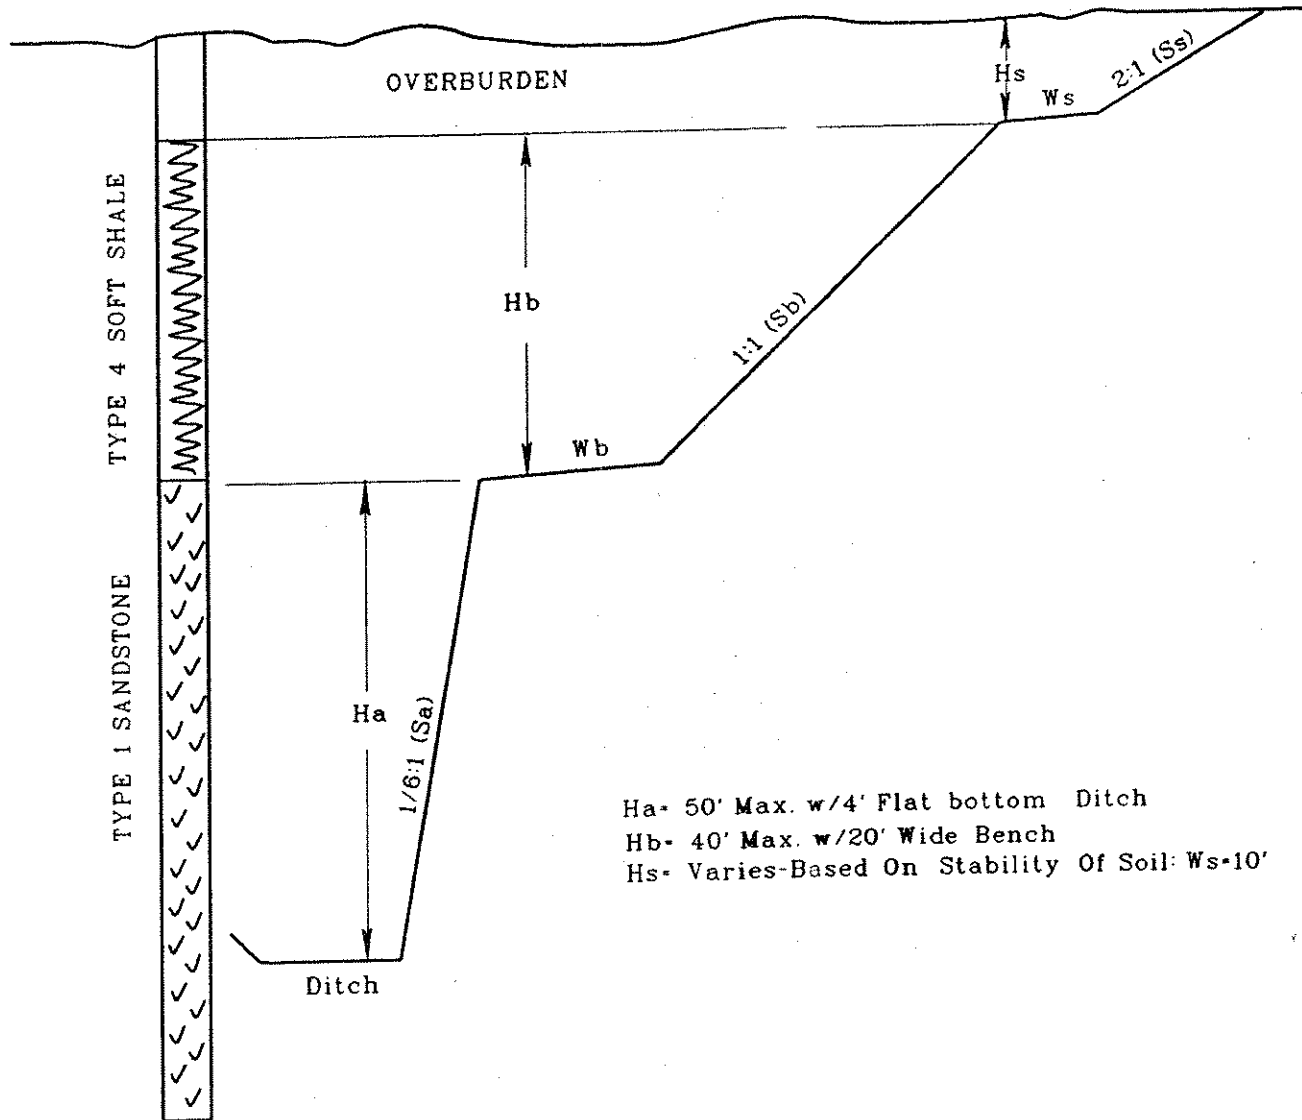 OVERBURDEN
Hs
Ws
2:1 (Ss)
TYPE 4 SOFT SHALE
Hb
1:1 (Sb)
Wb
TYPE 1 SANDSTONE
Ha
1/6:1 (Sa)
Ha= 50' Max. w/4' Flat bottom Ditch
Hb= 40' Max. w/20' Wide Bench
Hs= Varies-Based On Stability Of Soil: Ws=10'
Ditch